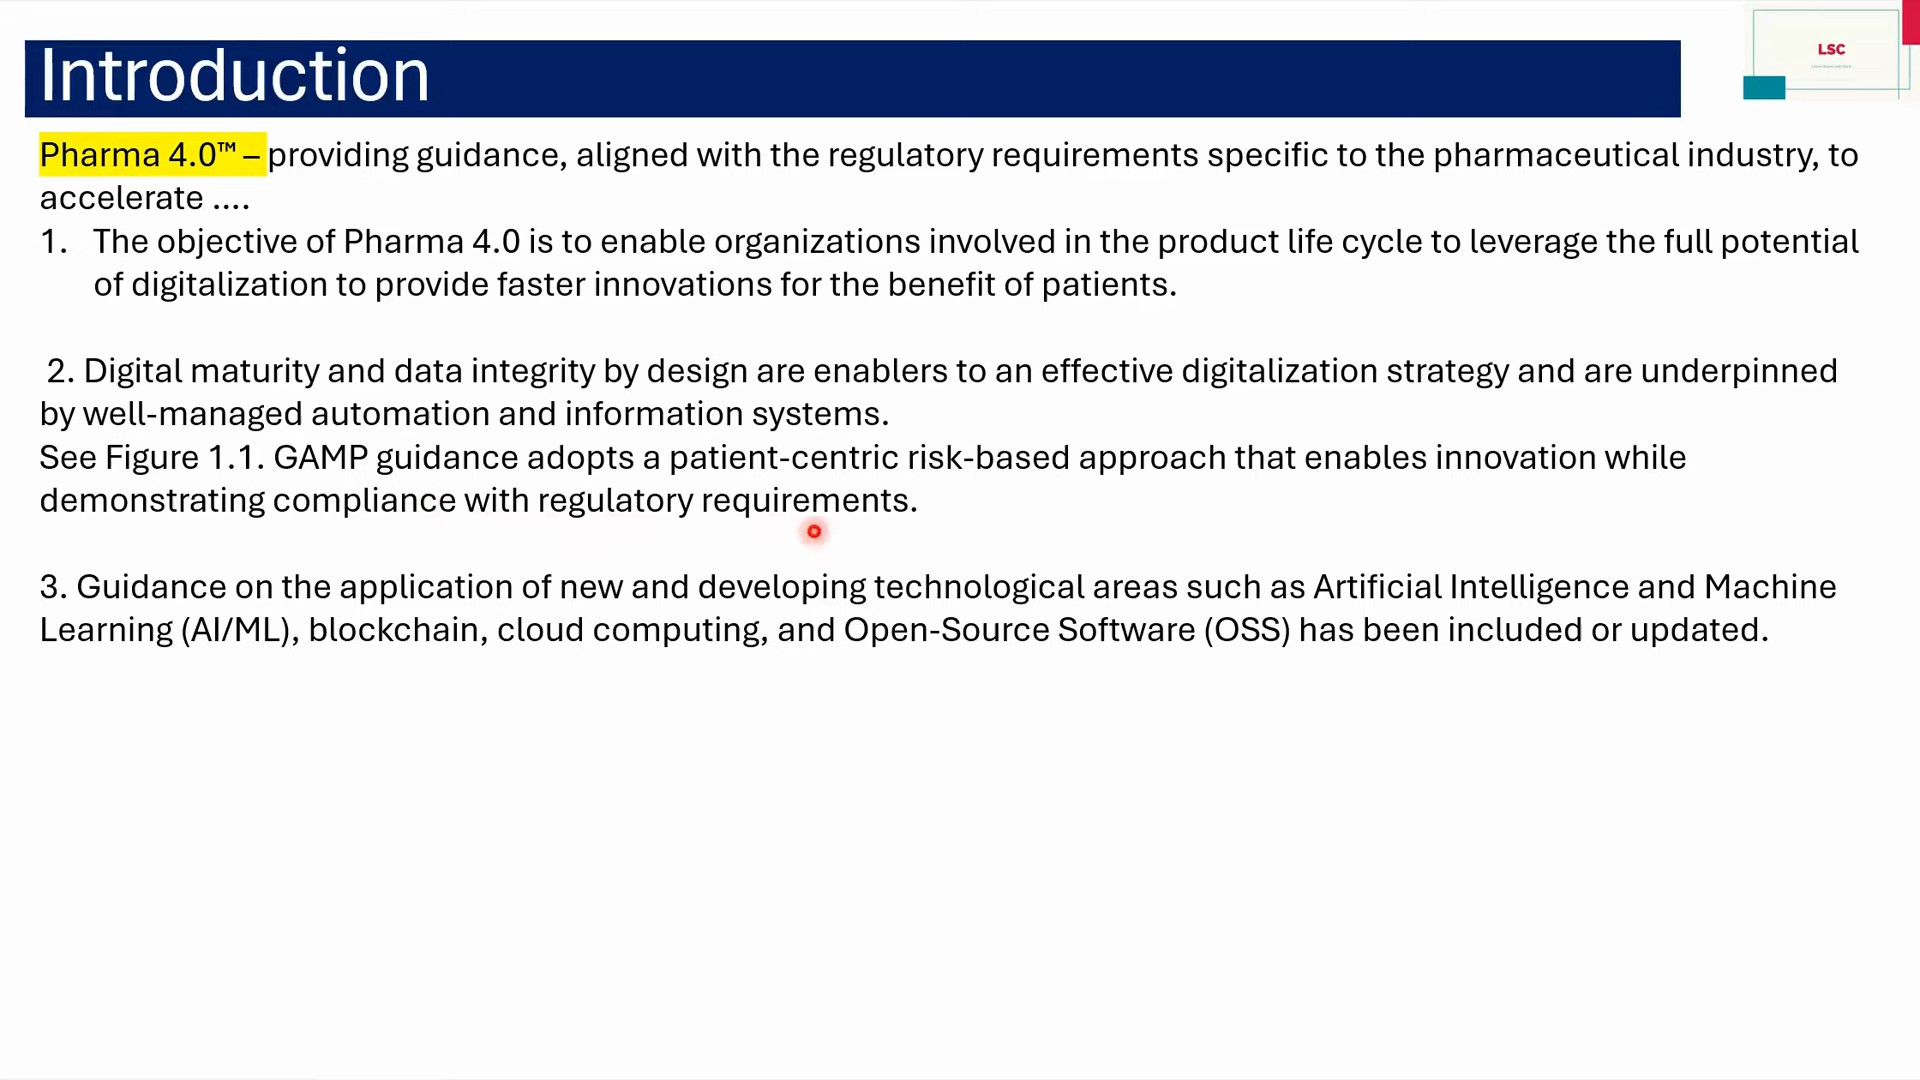 Introduction
LSC
Pharma 4.0™ – providing guidance, aligned with the regulatory requirements specific to the pharmaceutical industry, to
accelerate ....
1. The objective of Pharma 4.0 is to enable organizations involved in the product life cycle to leverage the full potential
of digitalization to provide faster innovations for the benefit of patients.
2. Digital maturity and data integrity by design are enablers to an effective digitalization strategy and are underpinned
by well-managed automation and information systems.
See Figure 1.1. GAMP guidance adopts a patient-centric risk-based approach that enables innovation while
demonstrating compliance with regulatory requirements.
3. Guidance on the application of new and developing technological areas such as Artificial Intelligence and Machine
Learning (AI/ML), blockchain, cloud computing, and Open-Source Software (OSS) has been included or updated.